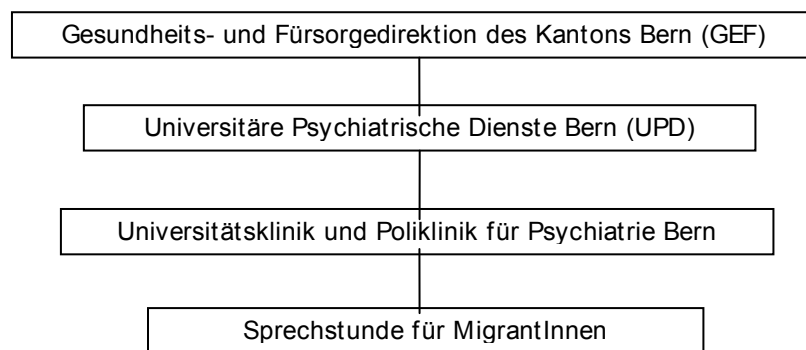 Gesundheits- und Fürsorgedirektion des Kantons Bern (GEF)
Universitäre Psychiatrische Dienste Bern (UPD)
Universitätsklinik und Poliklinik für Psychiatrie Bern
Sprechstunde für MigrantInnen